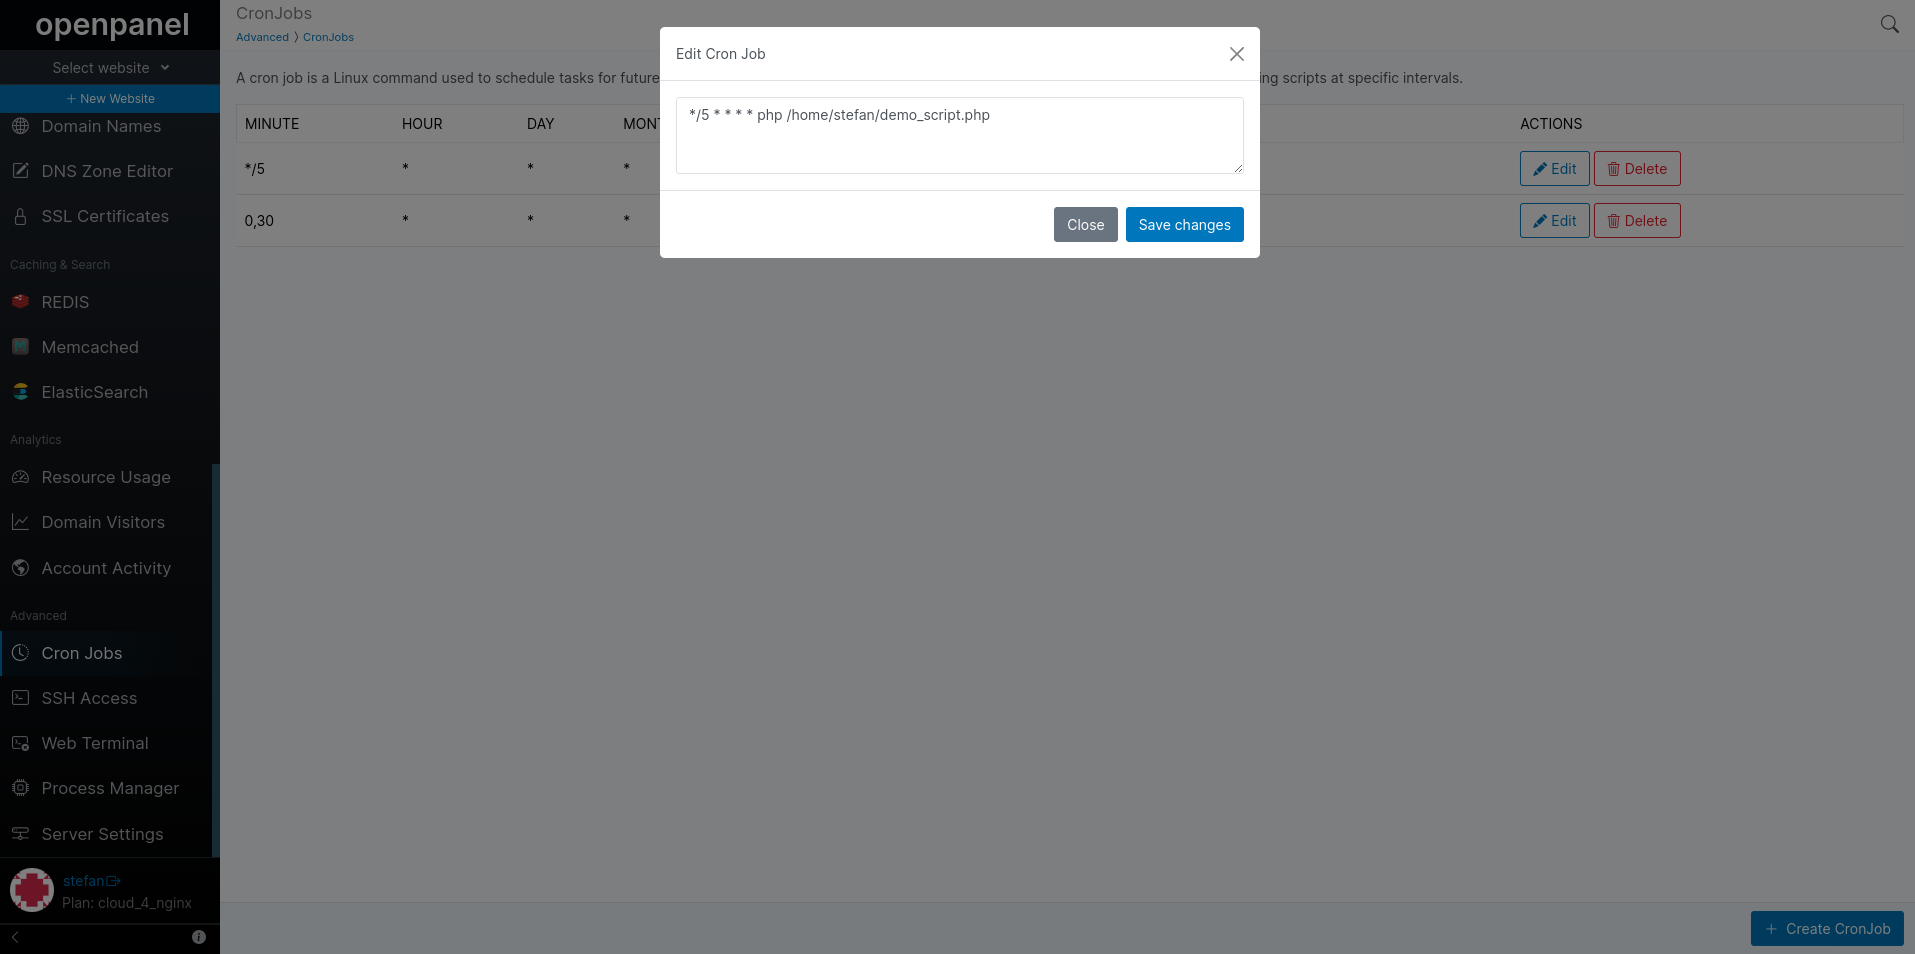 openpanel
Select website
+ New Website
Domain Names
DNS Zone Editor
SSL Certificates
Caching & Search
REDIS
Memcached
ElasticSearch
Analytics
Resource Usage
Domain Visitors
Account Activity
Advanced
Cron Jobs
SSH Access
Web Terminal
Process Manager
Server Settings
stefan
Plan: cloud_4_nginx
CronJobs
Advanced 〉 CronJobs
A cron job is a Linux command used to schedule tasks for future
ing scripts at specific intervals.
MINUTE HOUR DAY ACTIONS
*/5 * * * Edit Delete
0,30 * * * Edit Delete
Edit Cron Job
*/5 * * * * php /home/stefan/demo_script.php
Close Save changes
+ Create CronJob